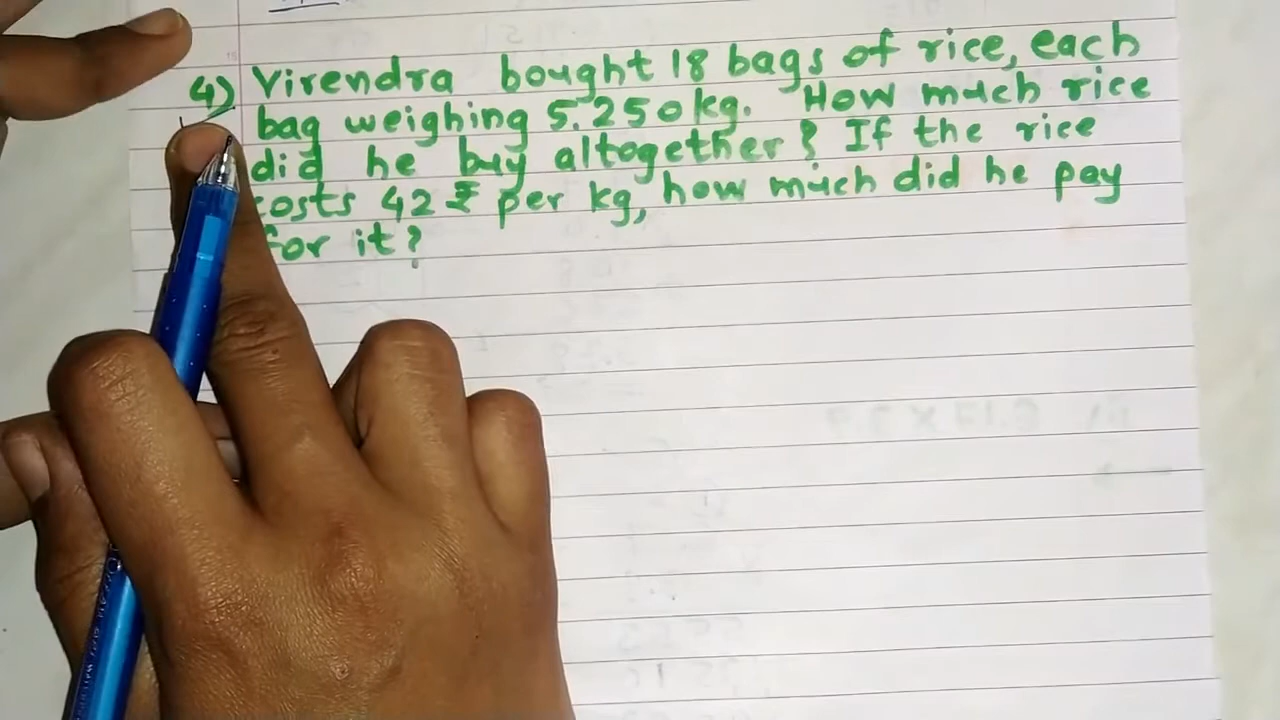 4) Virendra bought 18 bags of rice, each
bag weighing 5.250 kg. How much rice
did he buy altogether? If the rice
costs 42 ₹ per kg, how much did he pay
for it?